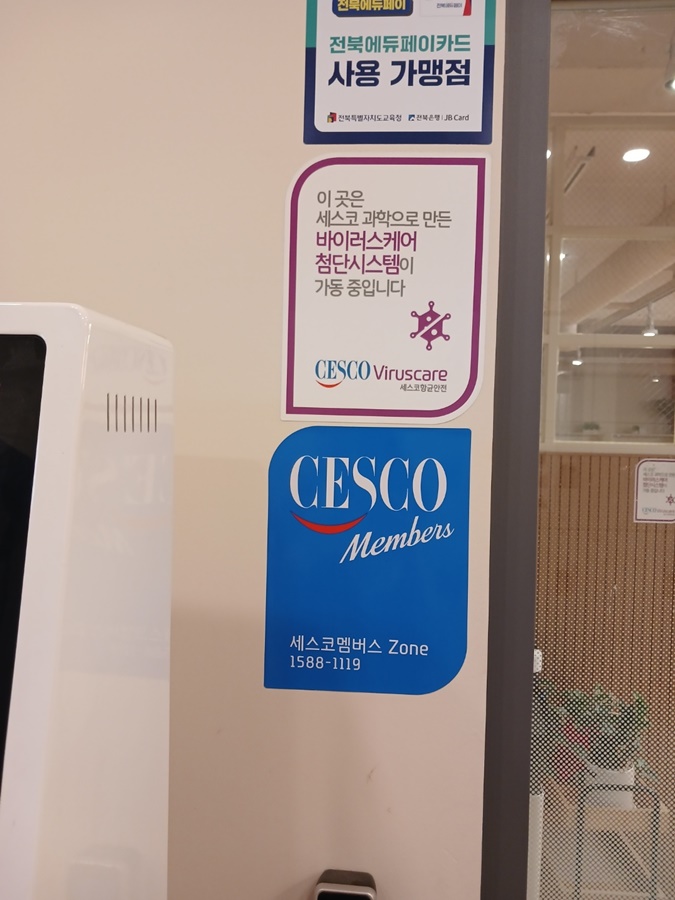 전북에듀페이
전북에듀페이카드
사용 가맹점
전북특별자치도교육청 전북은행 JB Card
이 곳은
세스코 과학으로 만든
바이러스케어
첨단시스템이
가동 중입니다
CESCO Viruscare
세스코항균안전
CESCO
Members
세스코멤버스 Zone
1588-1119